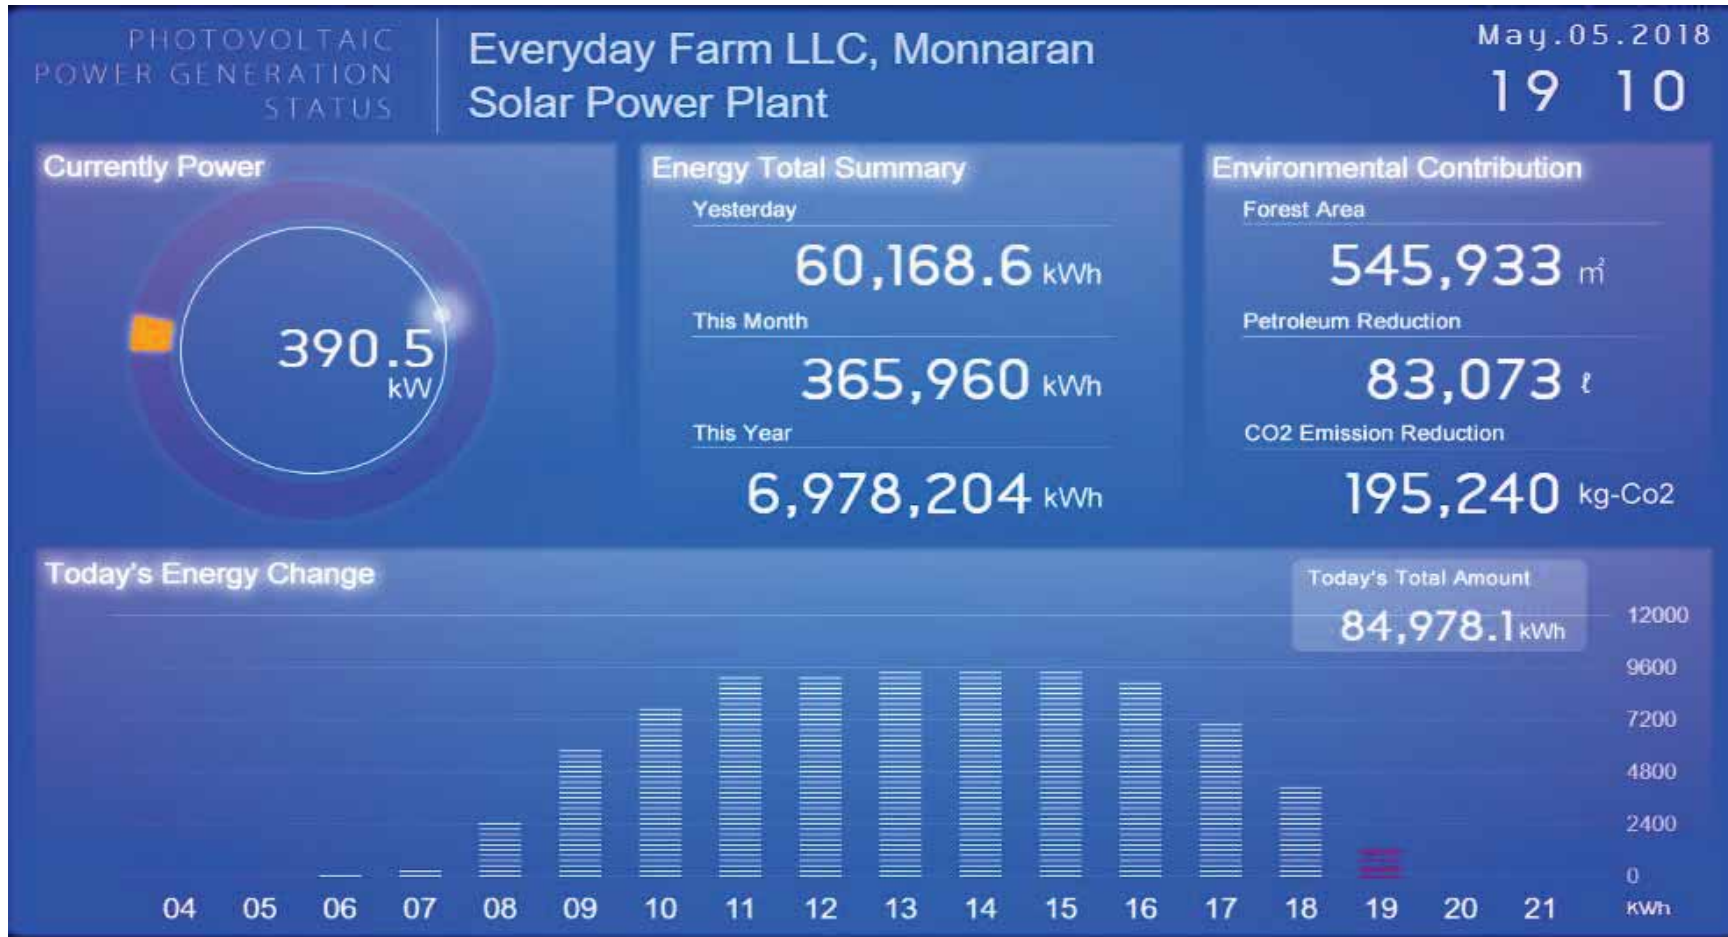 PHOTOVOLTAIC
POWER GENERATION
STATUS
Everyday Farm LLC, Monnaran
Solar Power Plant
May.05.2018
19 10
Currently Power
390.5
kW
Energy Total Summary
Yesterday
60,168.6 kWh
This Month
365,960 kWh
This Year
6,978,204 kWh
Environmental Contribution
Forest Area
545,933 ㎡
Petroleum Reduction
83,073 ℓ
CO2 Emission Reduction
195,240 kg-Co2
Today's Energy Change
Today's Total Amount
84,978.1 kWh
12000
9600
7200
4800
2400
0
04 05 06 07 08 09 10 11 12 13 14 15 16 17 18 19 20 21 KWh